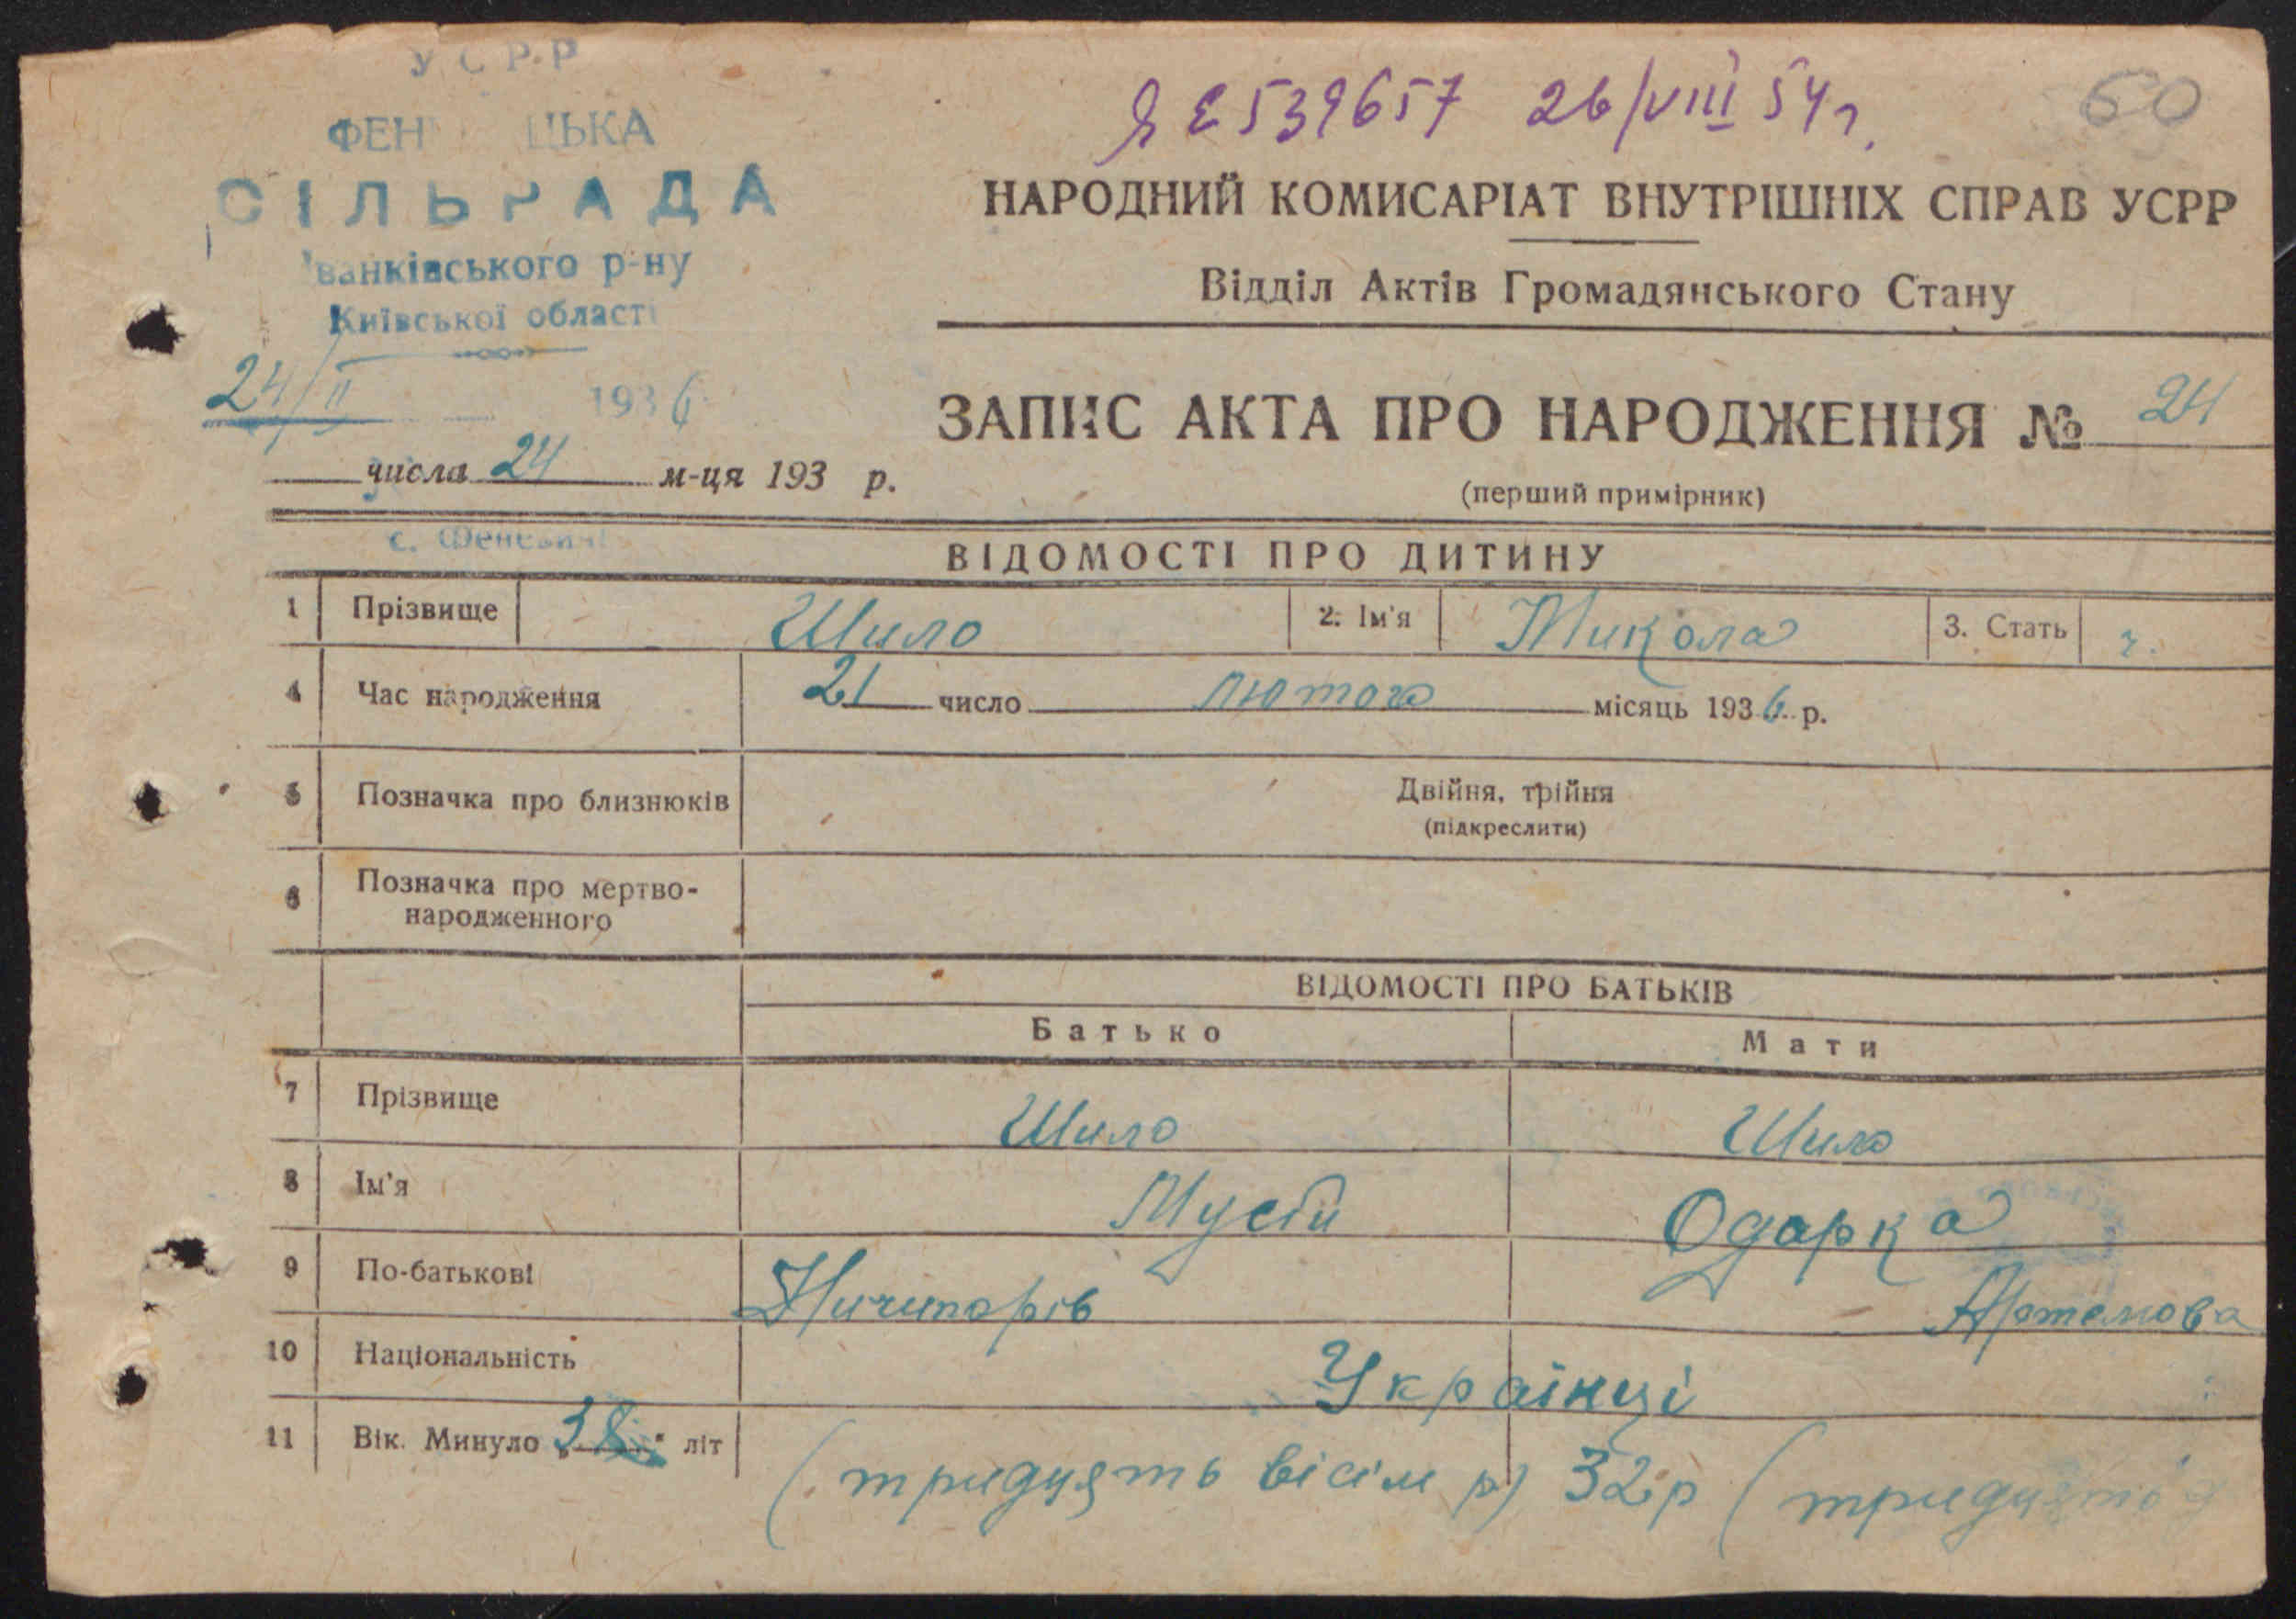 УСРР
ФЕН ЦЬКА
СІЛЬРАДА
ванківського р-ну
Київської області
24/II 1936
числа 24 м-ця 193 р.
с. Феневичі
ЯЕ539657 26/VIII 54 г.
60
НАРОДНИЙ КОМИСАРІАТ ВНУТРІШНІХ СПРАВ УСРР
Відділ Актів Громадянського Стану
ЗАПИС АКТА ПРО НАРОДЖЕННЯ № 24
(перший примірник)
ВІДОМОСТІ ПРО ДИТИНУ
1 Прізвище Шило 2. Ім'я Микола 3. Стать ч.
4 Час народження 21 число лютого місяць 1936 р.
5 Позначка про близнюків Двійня, трійня
(підкреслити)
6 Позначка про мертво-
народженного
ВІДОМОСТІ ПРО БАТЬКІВ
Батько Мати
7 Прізвище Шило Шило
8 Ім'я Мусій Одарка
9 По-батькові Ничипорів Артемова
10 Національність Українці
11 Вік. Минуло „38" літ (тридцять вісім р) 32 р (тридцять